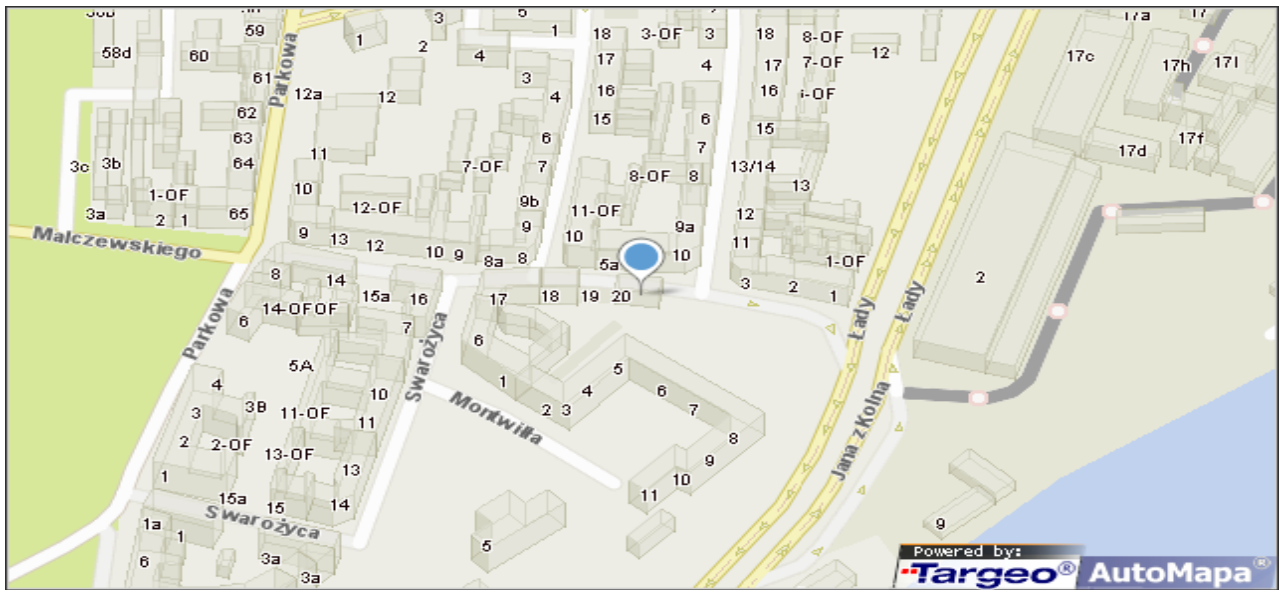 58d
60
59
61
62
63
64
65
Parkowa
3c
3b
1-OF
3a
2
1
Malczewskiego
1
2
3
4
5
1
12a
12
3
4
11
10
6
7
7-OF
12-OF
9b
9
9
13
12
10
9
8a
8
18
17
16
15
3-OF
3
4
6
7
8-OF
8
11-OF
10
9a
5a
10
18
17
16
15
8-OF
7-OF
12
13/14
13
12
11
1-OF
3
2
1
17a
17
17c
17h
17l
17f
17d
2
Łady
Łady
8
14
15a
16
14-OF
OF
6
7
Parkowa
5A
4
3
3B
10
11-OF
11
2
2-OF
13-OF
13
1
15a
15
14
Swarożyca
Swarożyca
17
18
19
20
6
1
2
3
4
5
6
7
8
9
10
11
Montwiłła
Jana z Kolna
5
9
1a
1
6
3a
3a
Powered by:
Targeo® AutoMapa®